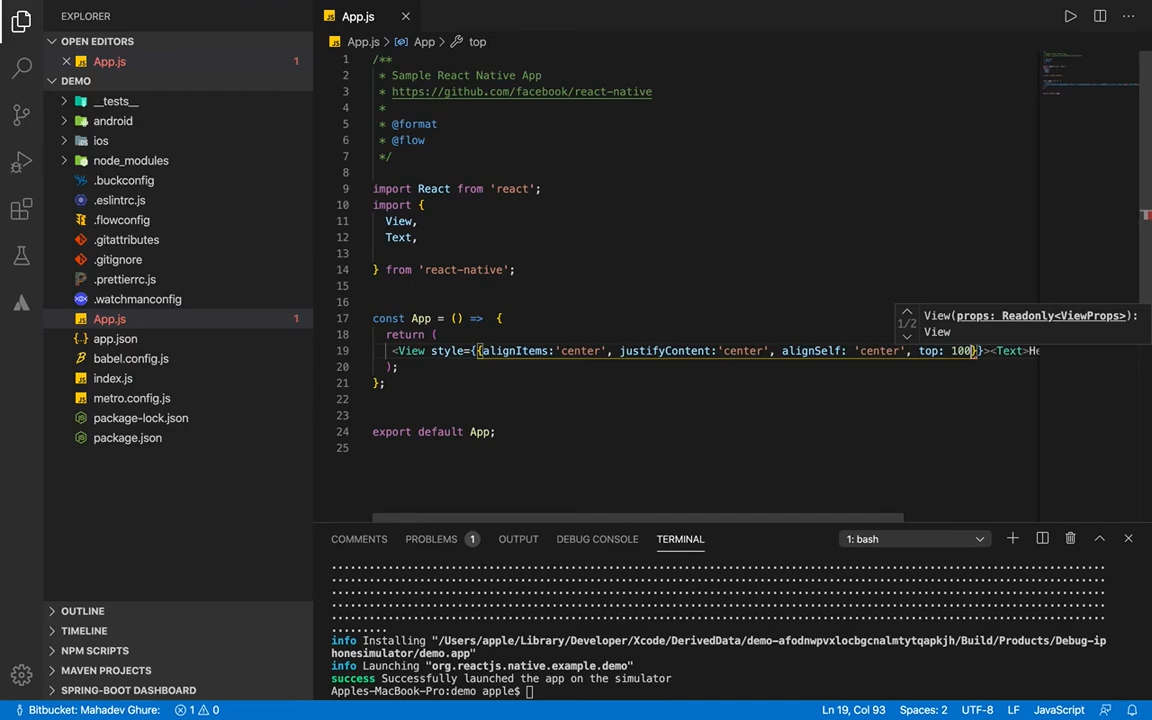 EXPLORER
OPEN EDITORS
JS App.js 1
DEMO
__tests__
android
ios
node_modules
.buckconfig
.eslintrc.js
.flowconfig
.gitattributes
.gitignore
.prettierrc.js
.watchmanconfig
JS App.js 1
{..} app.json
babel.config.js
JS index.js
JS metro.config.js
package-lock.json
package.json
OUTLINE
TIMELINE
NPM SCRIPTS
MAVEN PROJECTS
SPRING-BOOT DASHBOARD
JS App.js
JS App.js > App > top
1 /**
2 * Sample React Native App
3 * https://github.com/facebook/react-native
4 *
5 * @format
6 * @flow
7 */
8
9 import React from 'react';
10 import {
11 View,
12 Text,
13
14 } from 'react-native';
15
16
17 const App = () => {
18 return (
19 <View style={{alignItems:'center', justifyContent:'center', alignSelf: 'center', top: 100}}><Text>He
20 );
21 };
22
23
24 export default App;
25
1/2
View(props: Readonly<ViewProps>):
View
COMMENTS PROBLEMS 1 OUTPUT DEBUG CONSOLE TERMINAL 1: bash
info Installing "/Users/apple/Library/Developer/Xcode/DerivedData/demo-afodnwpvxlocbgcnalmtytqapkjh/Build/Products/Debug-ip
honesimulator/demo.app"
info Launching "org.reactjs.native.example.demo"
success Successfully launched the app on the simulator
Apples-MacBook-Pro:demo apple$
Bitbucket: Mahadev Ghure: 1 0 Ln 19, Col 93 Spaces: 2 UTF-8 LF JavaScript